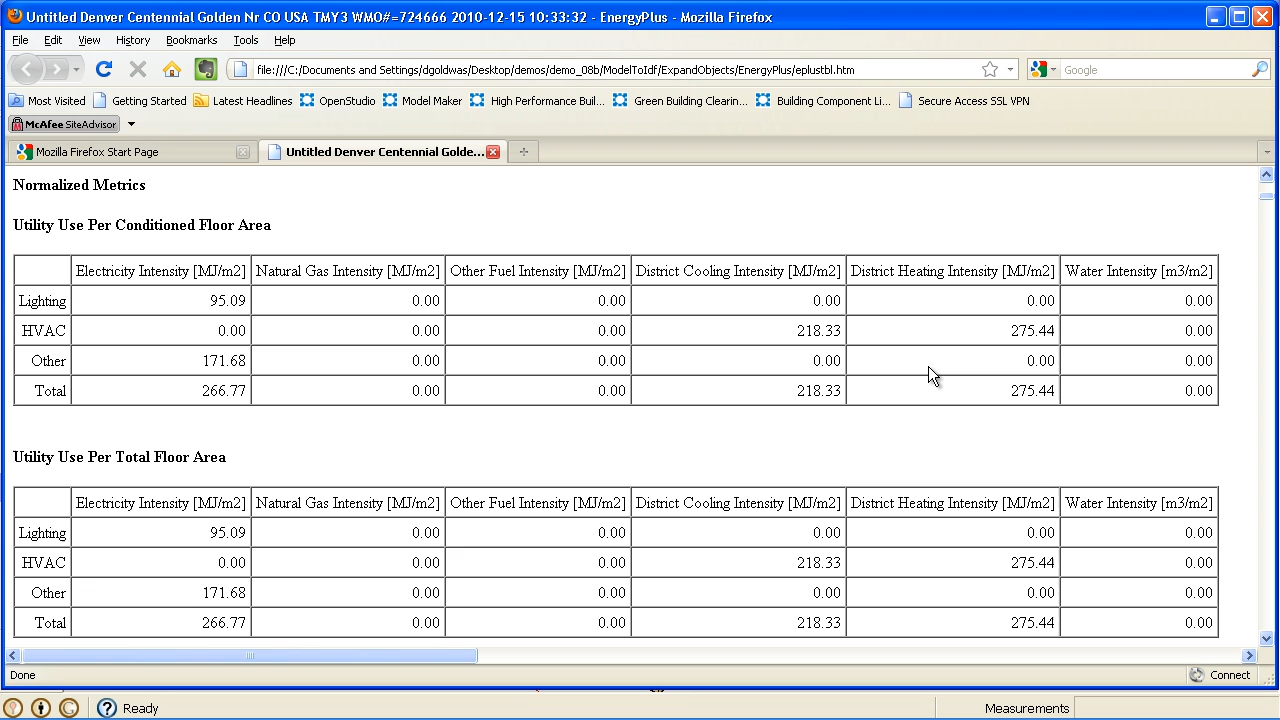 Untitled Denver Centennial Golden Nr CO USA TMY3 WMO#=724666 2010-12-15 10:33:32 - EnergyPlus - Mozilla Firefox
File Edit View History Bookmarks Tools Help
file:///C:/Documents and Settings/dgoldwas/Desktop/demos/demo_08b/ModelToIdf/ExpandObjects/EnergyPlus/eplustbl.htm Google
Most Visited Getting Started Latest Headlines OpenStudio Model Maker High Performance Buil... Green Building clearin... Building Component Li... Secure Access SSL VPN
McAfee SiteAdvisor
Mozilla Firefox Start Page Untitled Denver Centennial Golde...
Normalized Metrics
Utility Use Per Conditioned Floor Area
Electricity Intensity [MJ/m2] Natural Gas Intensity [MJ/m2] Other Fuel Intensity [MJ/m2] District Cooling Intensity [MJ/m2] District Heating Intensity [MJ/m2] Water Intensity [m3/m2]
Lighting 95.09 0.00 0.00 0.00 0.00 0.00
HVAC 0.00 0.00 0.00 218.33 275.44 0.00
Other 171.68 0.00 0.00 0.00 0.00 0.00
Total 266.77 0.00 0.00 218.33 275.44 0.00
Utility Use Per Total Floor Area
Electricity Intensity [MJ/m2] Natural Gas Intensity [MJ/m2] Other Fuel Intensity [MJ/m2] District Cooling Intensity [MJ/m2] District Heating Intensity [MJ/m2] Water Intensity [m3/m2]
Lighting 95.09 0.00 0.00 0.00 0.00 0.00
HVAC 0.00 0.00 0.00 218.33 275.44 0.00
Other 171.68 0.00 0.00 0.00 0.00 0.00
Total 266.77 0.00 0.00 218.33 275.44 0.00
Done Connect
Ready Measurements